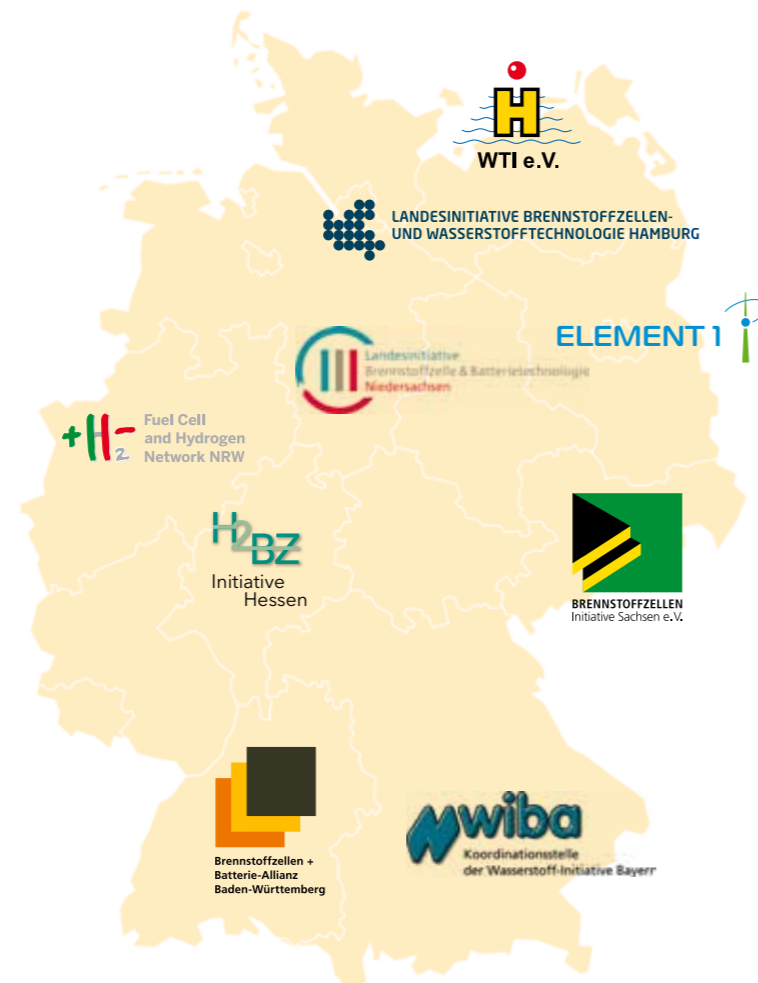 H
WTI e.V.
LANDESINITIATIVE BRENNSTOFFZELLEN-
UND WASSERSTOFFTECHNOLOGIE HAMBURG
ELEMENT 1
Landesinitiative
Brennstoffzelle & Batterietechnologie
Niedersachsen
+H2-
Fuel Cell
and Hydrogen
Network NRW
H2BZ
Initiative
Hessen
BRENNSTOFFZELLEN
Initiative Sachsen e.V.
Brennstoffzellen +
Batterie-Allianz
Baden-Württemberg
wiba
Koordinationsstelle
der Wasserstoff-Initiative Bayern